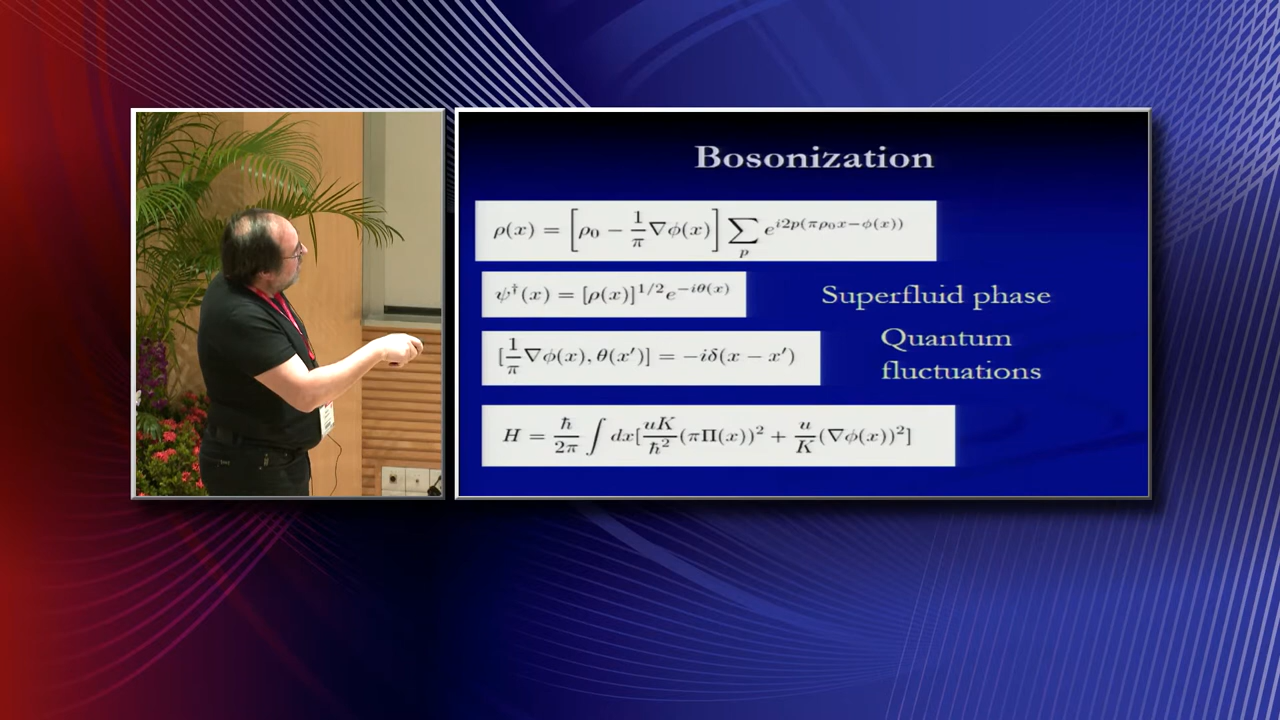 Bosonization
ρ(x) = [ρ₀ − 1/π ∇ϕ(x)] ∑_p e^{i2p(πρ₀x−ϕ(x))}
ψ†(x) = [ρ(x)]^{1/2} e^{−iθ(x)}
Superfluid phase
[1/π ∇ϕ(x), θ(x′)] = −iδ(x − x′)
Quantum
fluctuations
H = ℏ/2π ∫ dx[uK/ℏ² (πΠ(x))² + u/K (∇ϕ(x))²]